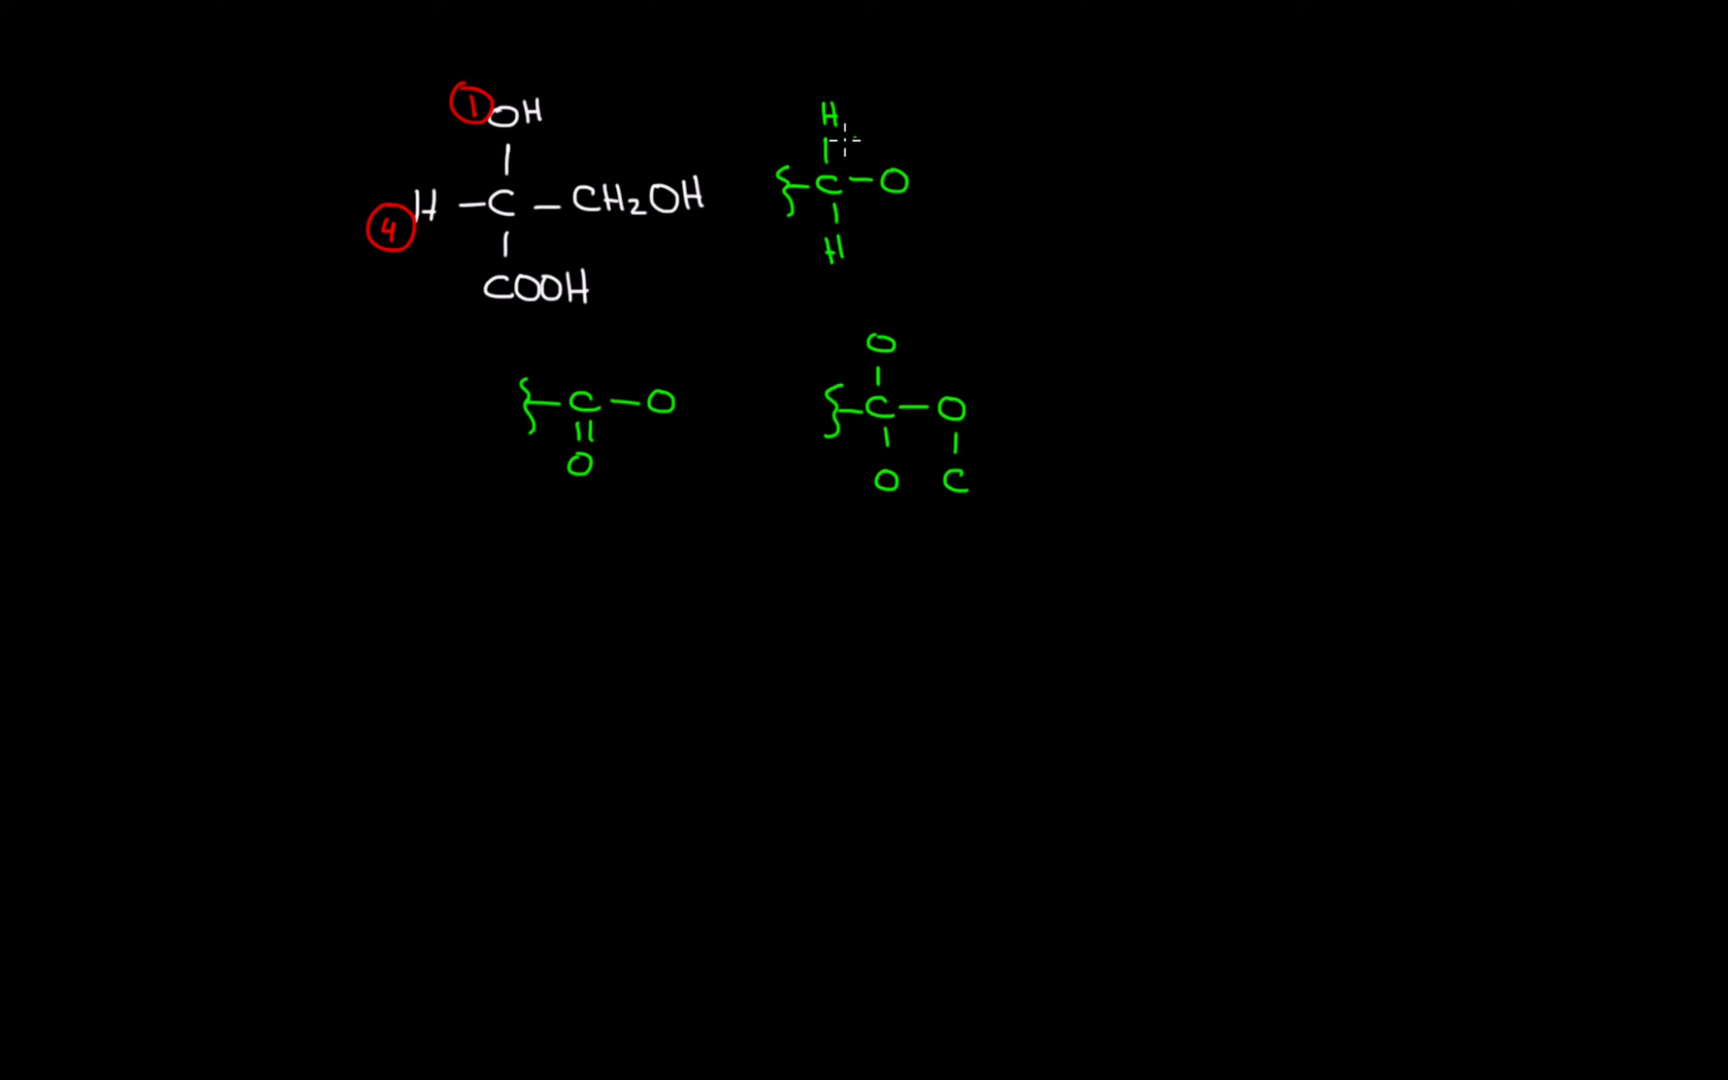 ① OH
H – C – CH₂OH
④
COOH
H
C – O
H
C – O
O
O
C – O
O C